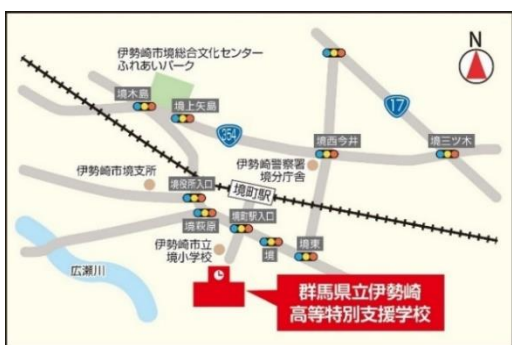 伊勢崎市境総合文化センター
ふれあいパーク
N
境木島
境上矢島
17
354
境西今井
境三ツ木
伊勢崎市境支所
伊勢崎警察署
境分庁舎
境役所入口
境町駅
境萩原
境町駅入口
伊勢崎市立
境小学校
境
境東
広瀬川
群馬県立伊勢崎
高等特別支援学校